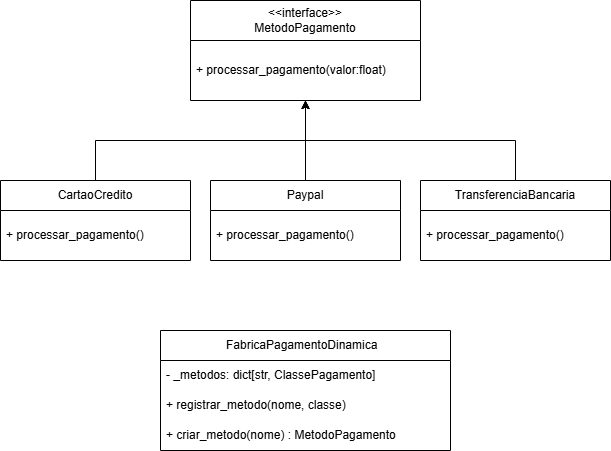 <<interface>>
MetodoPagamento
+ processar_pagamento(valor:float)
CartaoCredito
+ processar_pagamento()
Paypal
+ processar_pagamento()
TransferenciaBancaria
+ processar_pagamento()
FabricaPagamentoDinamica
- _metodos: dict[str, ClassePagamento]
+ registrar_metodo(nome, classe)
+ criar_metodo(nome) : MetodoPagamento